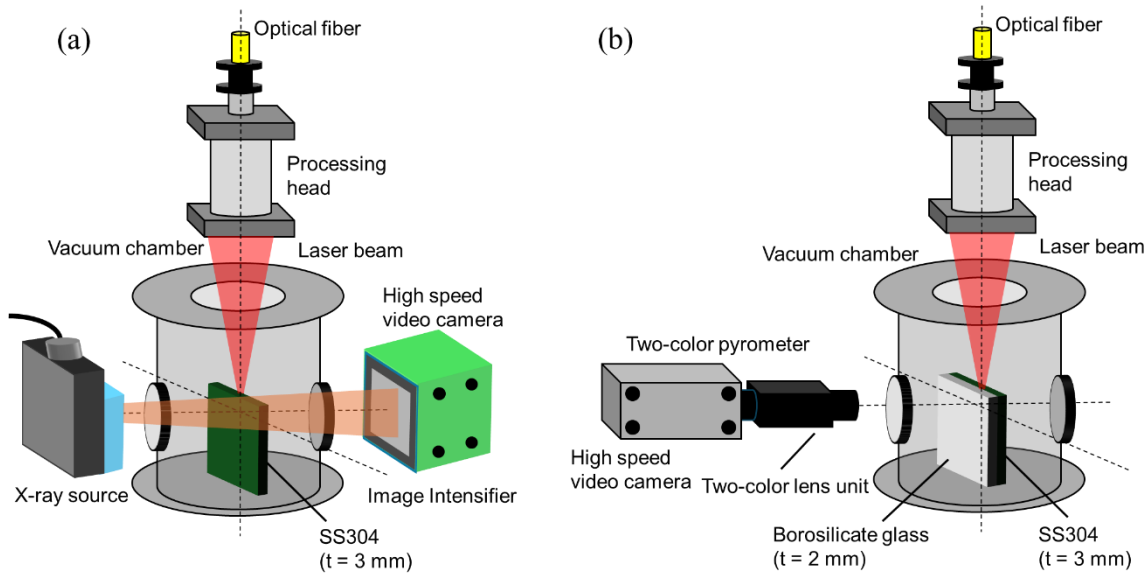 (a)
Optical fiber
Processing
head
Vacuum chamber
Laser beam
High speed
video camera
X-ray source
Image Intensifier
SS304
(t = 3 mm)
(b)
Optical fiber
Processing
head
Vacuum chamber
Laser beam
Two-color pyrometer
High speed
video camera
Two-color lens unit
Borosilicate glass
(t = 2 mm)
SS304
(t = 3 mm)